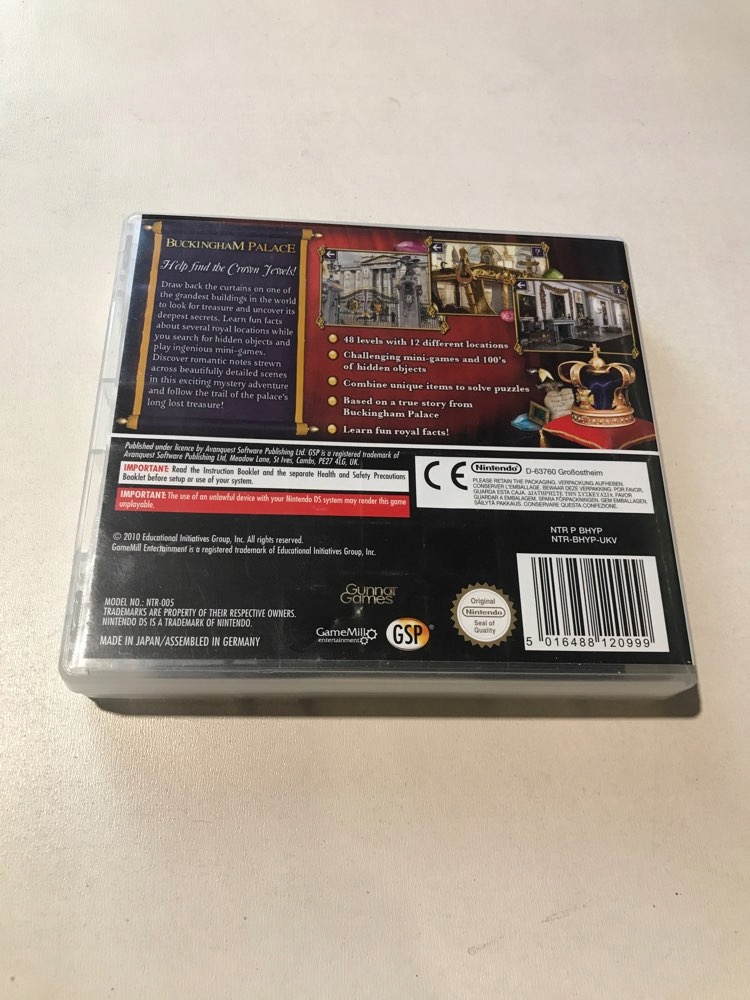 BUCKINGHAM PALACE
Help find the Crown Jewels!
Draw back the curtains on one of
the grandest buildings in the world
to look for treasure and uncover its
deepest secrets. Learn fun facts
about several royal locations while
you search for hidden objects and
play ingenious mini-games.
Discover romantic notes strewn
across beautifully detailed scenes
in this exciting mystery adventure
and follow the trail of the palace's
long lost treasure!
48 levels with 12 different locations
Challenging mini-games and 100's
of hidden objects
Combine unique items to solve puzzles
Based on a true story from
Buckingham Palace
Learn fun royal facts!
Published under licence by Avanquest Software Publishing Ltd. GSP is a registered trademark of
Avanquest Software Publishing Ltd, Meadow Lane, St Ives, Cambs, PE27 4LG, UK.
IMPORTANT: Read the Instruction Booklet and the separate Health and Safety Precautions
Booklet before setup or use of your system.
IMPORTANT: The use of an unlawful device with your Nintendo DS system may render this game
unplayable.
CE
Nintendo D-63760 Großostheim
PLEASE RETAIN THE PACKAGING. VERPACKUNG AUFHEBEN.
CONSERVER L'EMBALLAGE. BEWAAR DEZE VERPAKKING. POR FAVOR,
GUARDA ESTA CAJA. ΔΙΑΤΗΡΗΣΤΕ ΤΗΝ ΣΥΣΚΕΥΑΣΙΑ. FAVOR
GUARDAR A EMBALAGEM. SPARA FÖRPACKNINGEN. GEM EMBALLAGEN.
SÄILYTÄ PAKKAUS. CONSERVARE QUESTA CONFEZIONE.
NTR P BHYP
NTR-BHYP-UKV
© 2010 Educational Initiatives Group, Inc. All rights reserved.
GameMill Entertainment is a registered trademark of Educational Initiatives Group, Inc.
MODEL NO.: NTR-005
TRADEMARKS ARE PROPERTY OF THEIR RESPECTIVE OWNERS.
NINTENDO DS IS A TRADEMARK OF NINTENDO.
MADE IN JAPAN/ASSEMBLED IN GERMANY
Gunnar
Games
GameMill
entertainment
GSP®
Original
Nintendo
Seal of
Quality
5 016488 120999